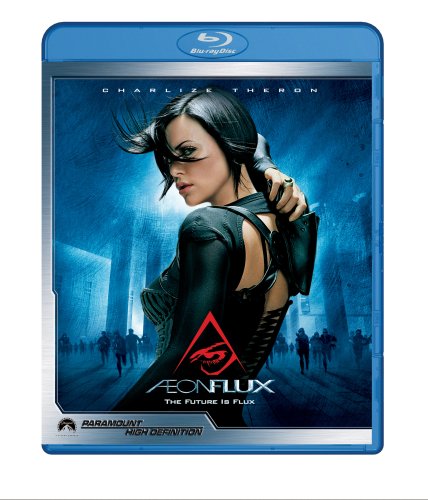 Blu-ray Disc
CHARLIZE THERON
ÆONFLUX
THE FUTURE IS FLUX
PARAMOUNT
HIGH DEFINITION